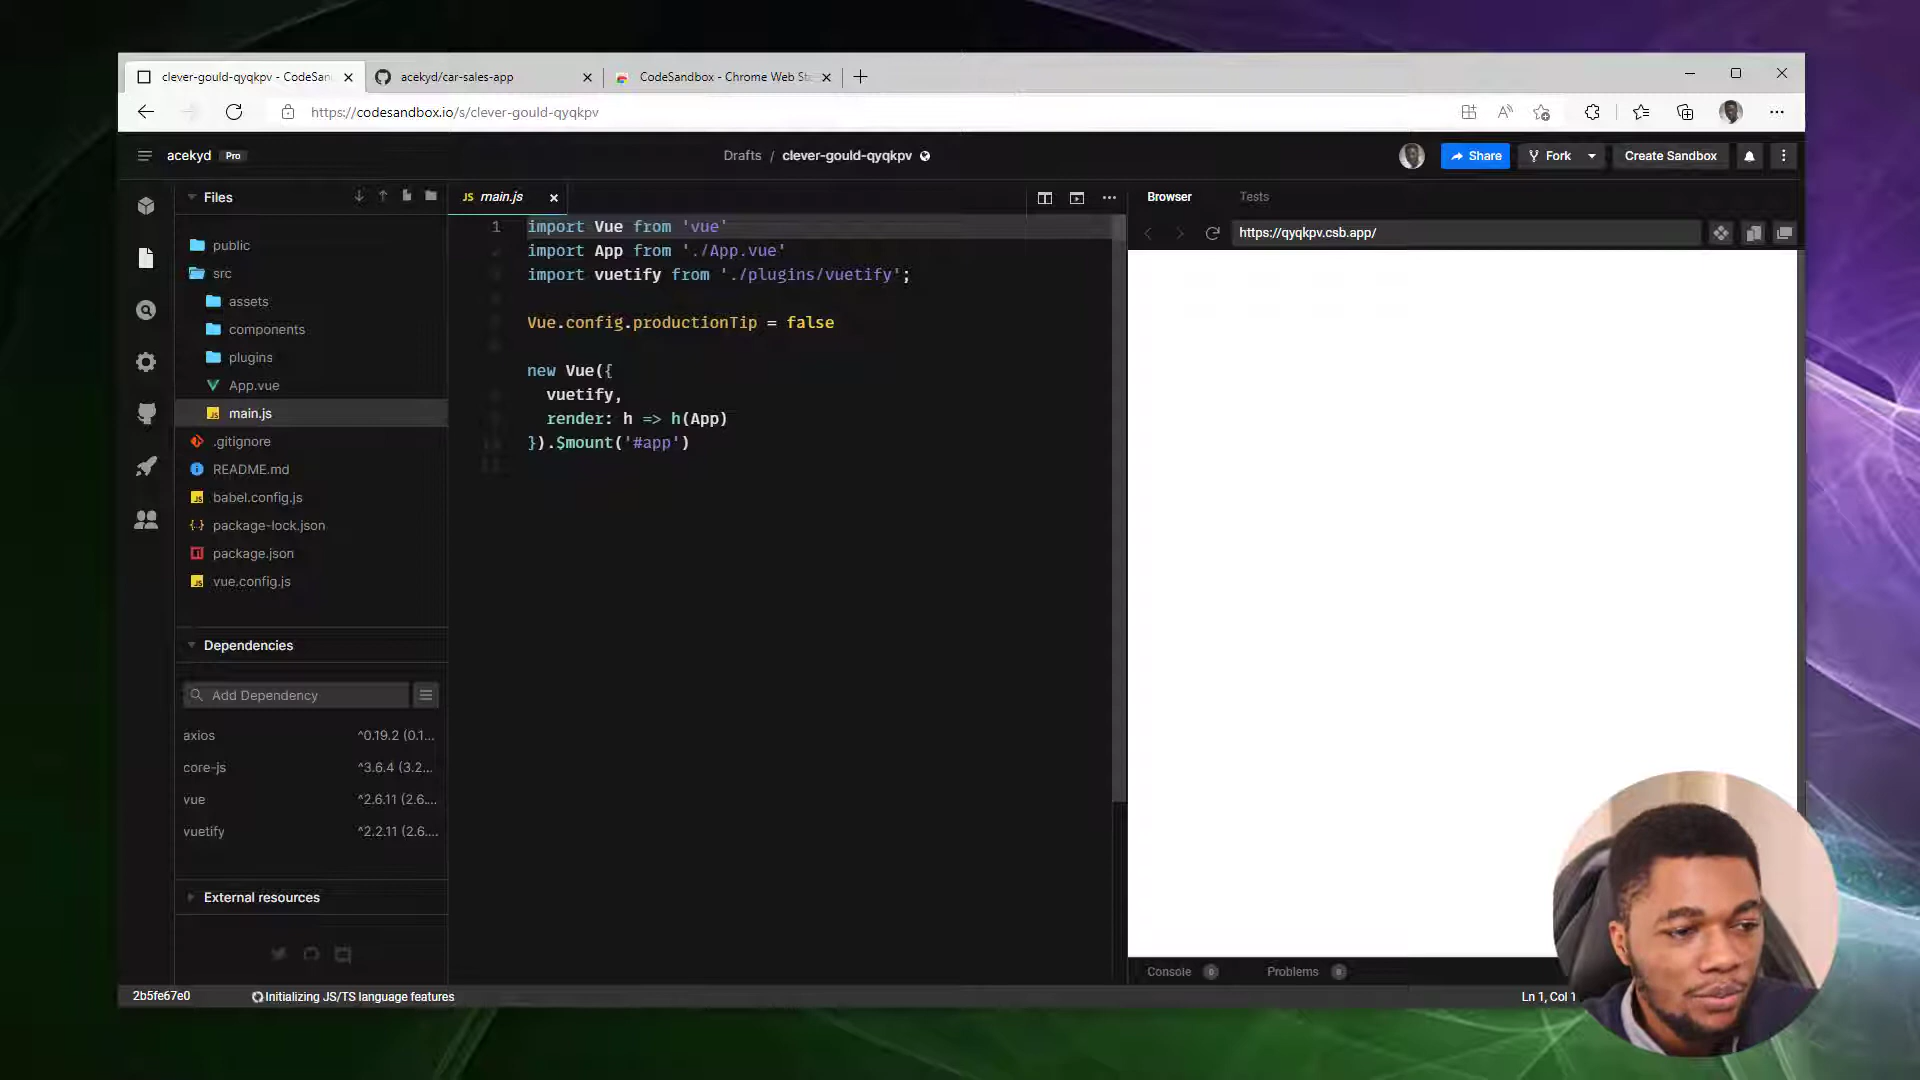 clever-gould-qyqkpv - CodeSan
acekyd/car-sales-app
CodeSandbox - Chrome Web St
https://codesandbox.io/s/clever-gould-qyqkpv
acekyd Pro
Drafts / clever-gould-qyqkpv
Share
Fork
Create Sandbox
Files
JS main.js
Browser
Tests
https://qyqkpv.csb.app/
public
src
assets
components
plugins
App.vue
main.js
.gitignore
README.md
babel.config.js
package-lock.json
package.json
vue.config.js
1 import Vue from 'vue'
import App from './App.vue'
import vuetify from './plugins/vuetify';
Vue.config.productionTip = false
new Vue({
vuetify,
render: h => h(App)
}).$mount('#app')
Dependencies
Add Dependency
axios ^0.19.2 (0.1...
core-js ^3.6.4 (3.2...
vue ^2.6.11 (2.6....
vuetify ^2.2.11 (2.6....
External resources
Console 0
Problems 0
2b5fe67e0
Initializing JS/TS language features
Ln 1, Col 1